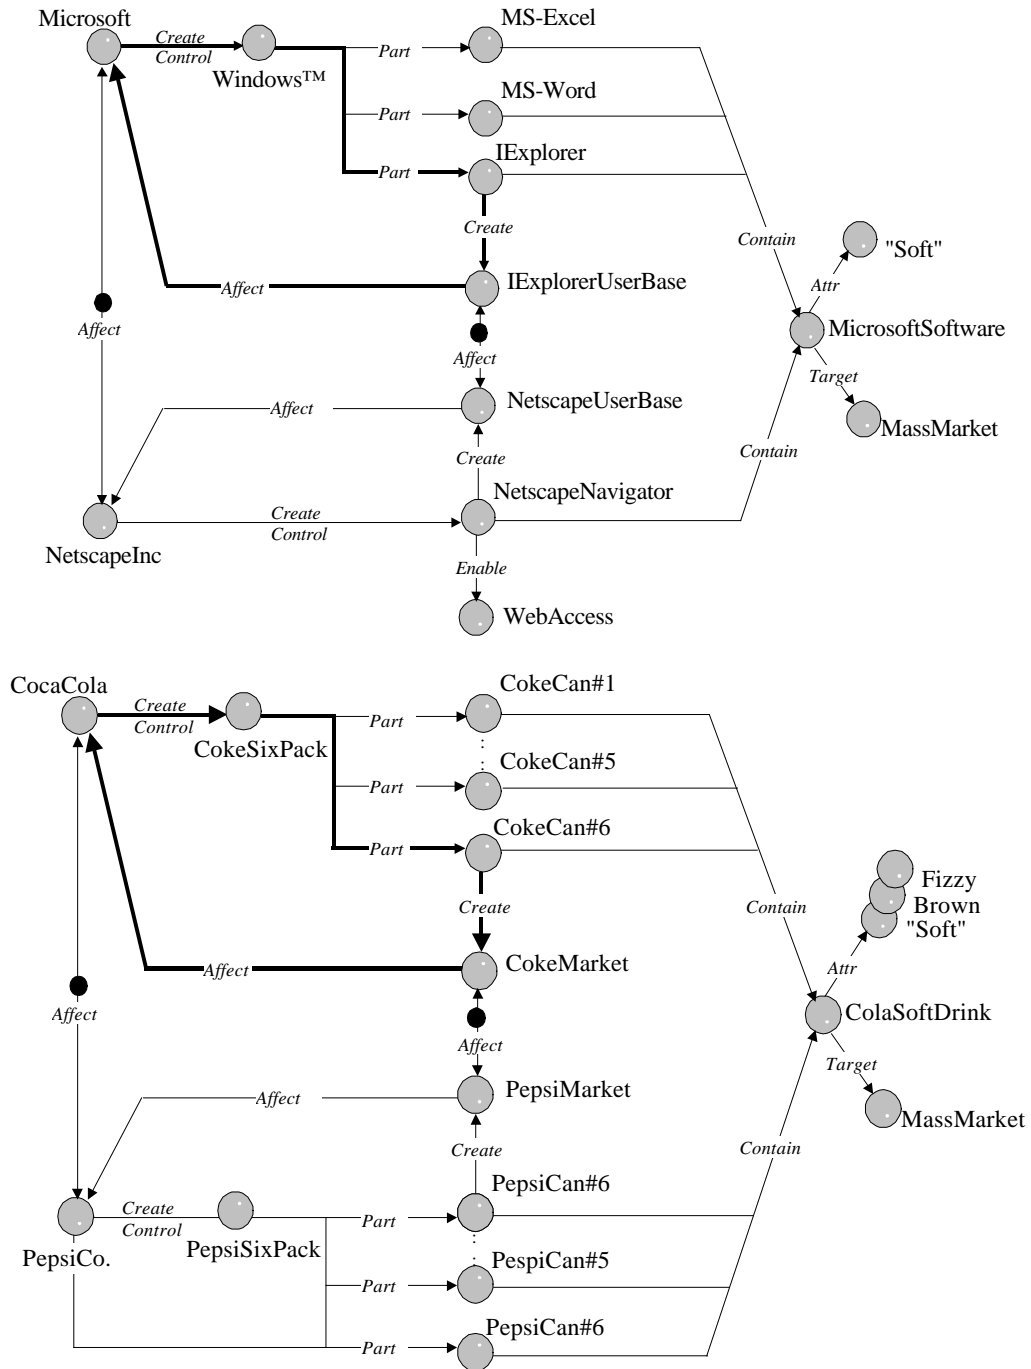 Microsoft
Create
Control
Windows™
Part
MS-Excel
Part
MS-Word
Part
IExplorer
Create
Contain
"Soft"
Attr
IExplorerUserBase
Affect
MicrosoftSoftware
Affect
Affect
Target
NetscapeUserBase
Affect
MassMarket
Contain
Create
NetscapeNavigator
Create
Control
NetscapeInc
Enable
WebAccess
CocaCola
Create
Control
CokeSixPack
Part
CokeCan#1
CokeCan#5
Part
CokeCan#6
Part
Create
Contain
Fizzy
Brown
"Soft"
CokeMarket
Affect
Attr
ColaSoftDrink
Affect
Affect
Target
PepsiMarket
Affect
MassMarket
Create
Contain
PepsiCan#6
Create
Control
Part
PepsiCo.
PepsiSixPack
PespiCan#5
Part
PepsiCan#6
Part